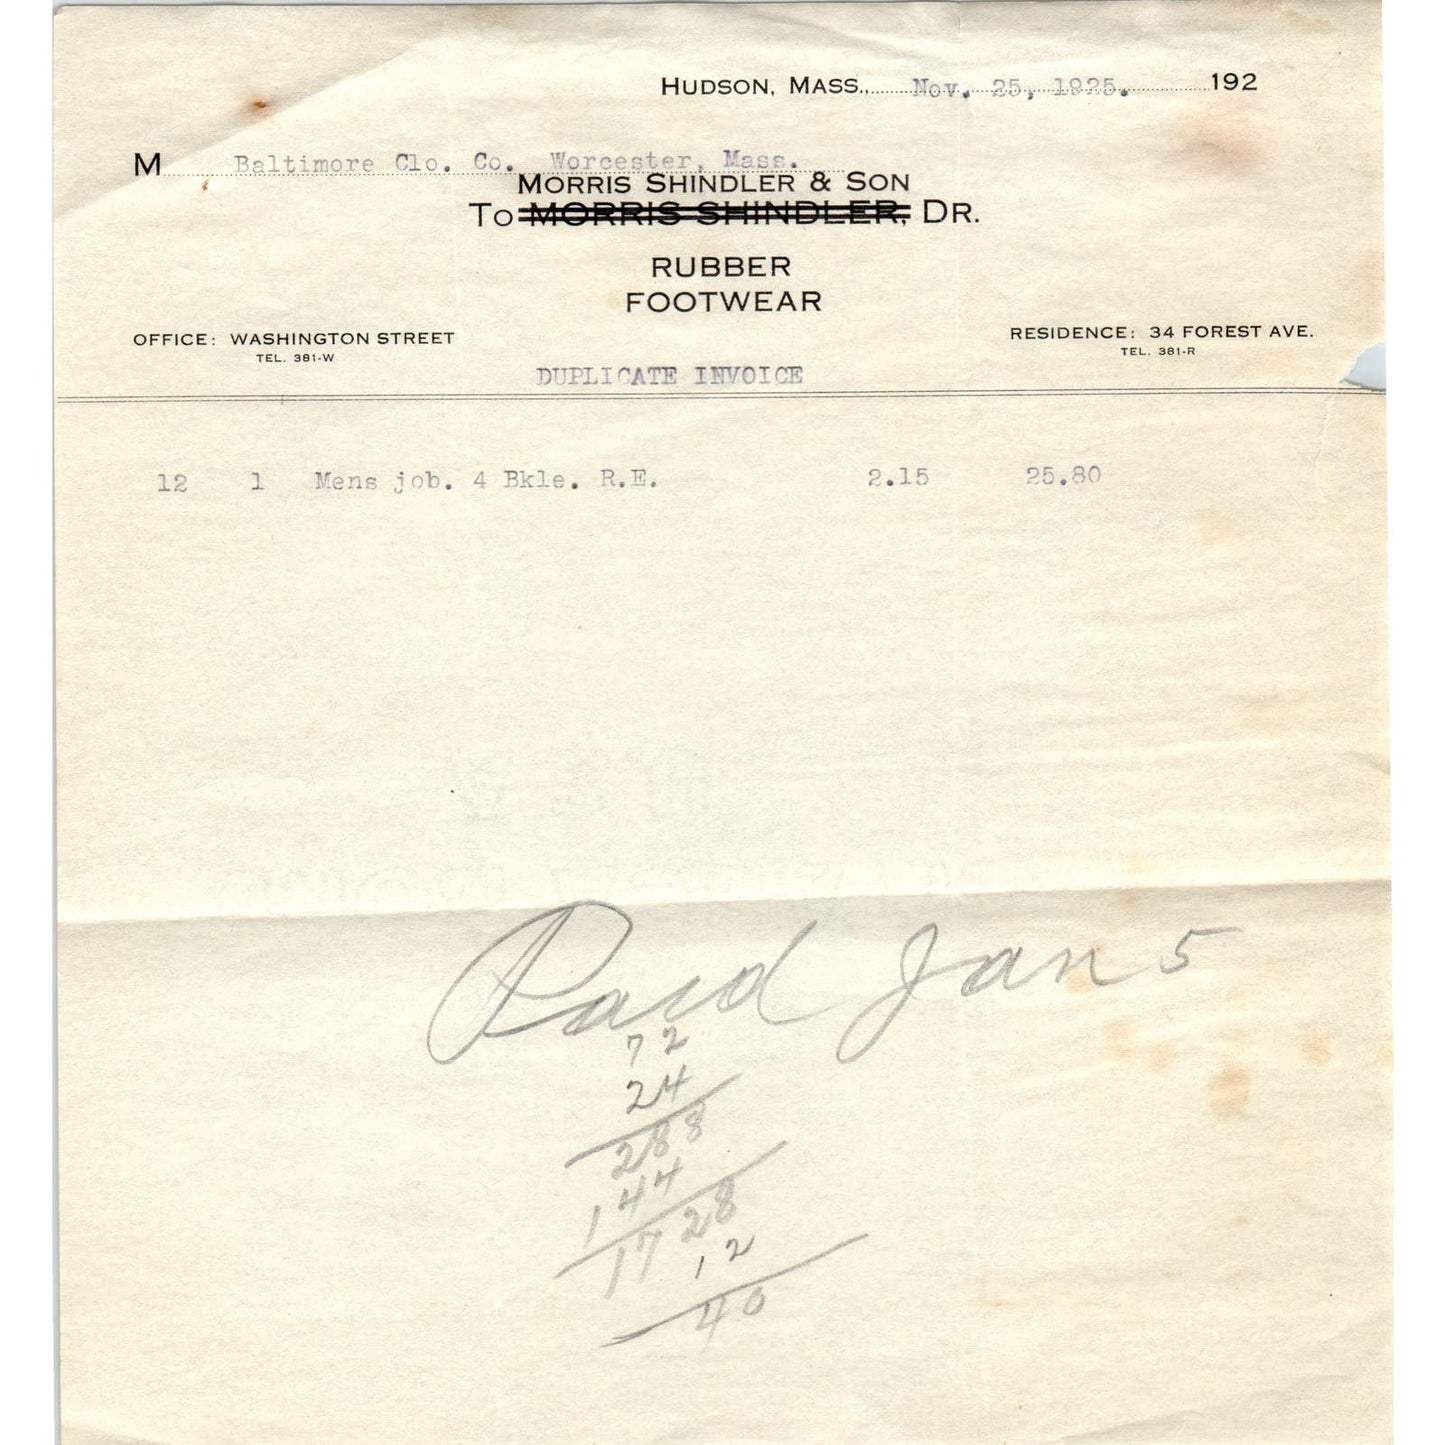 HUDSON, MASS., Nov. 25, 1925. 192
M Baltimore Clo. Co. Worcester, Mass.
MORRIS SHINDLER & SON
TO MORRIS SHINDLER, DR.
RUBBER
FOOTWEAR
OFFICE: WASHINGTON STREET
TEL. 381-W
RESIDENCE: 34 FOREST AVE.
TEL. 381-R
DUPLICATE INVOICE
12 1 Mens job. 4 Bkle. R.E. 2.15 25.80
Paid Jan 5
72
24
288
144
1728
12
40